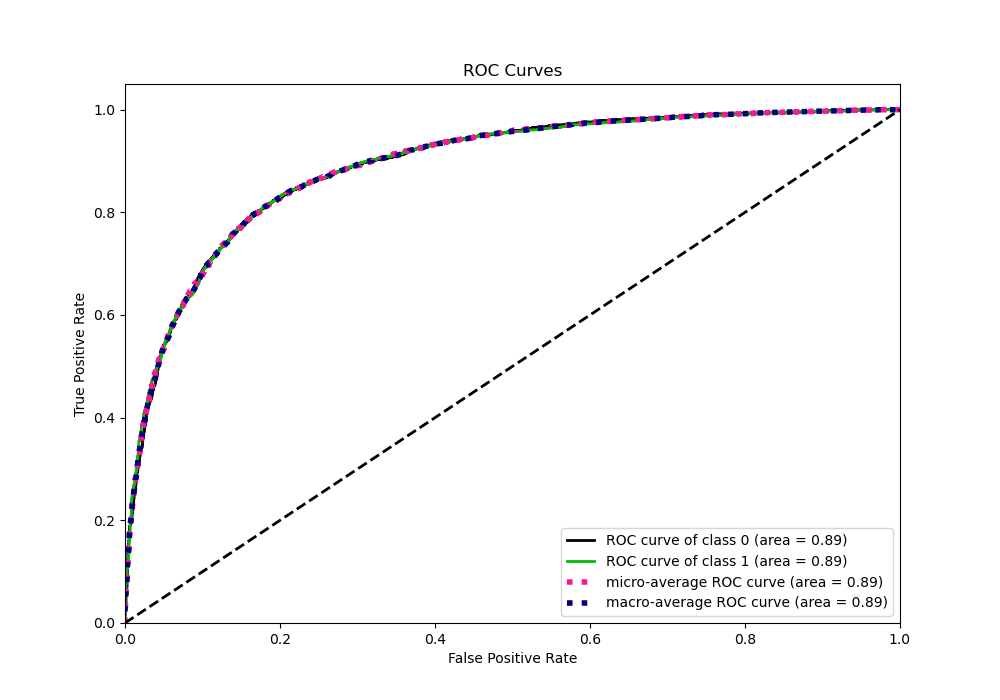 ROC Curves
True Positive Rate
1.0
0.8
0.6
0.4
0.2
0.0
ROC curve of class 0 (area = 0.89)
ROC curve of class 1 (area = 0.89)
micro-average ROC curve (area = 0.89)
macro-average ROC curve (area = 0.89)
0.0 0.2 0.4 0.6 0.8 1.0
False Positive Rate